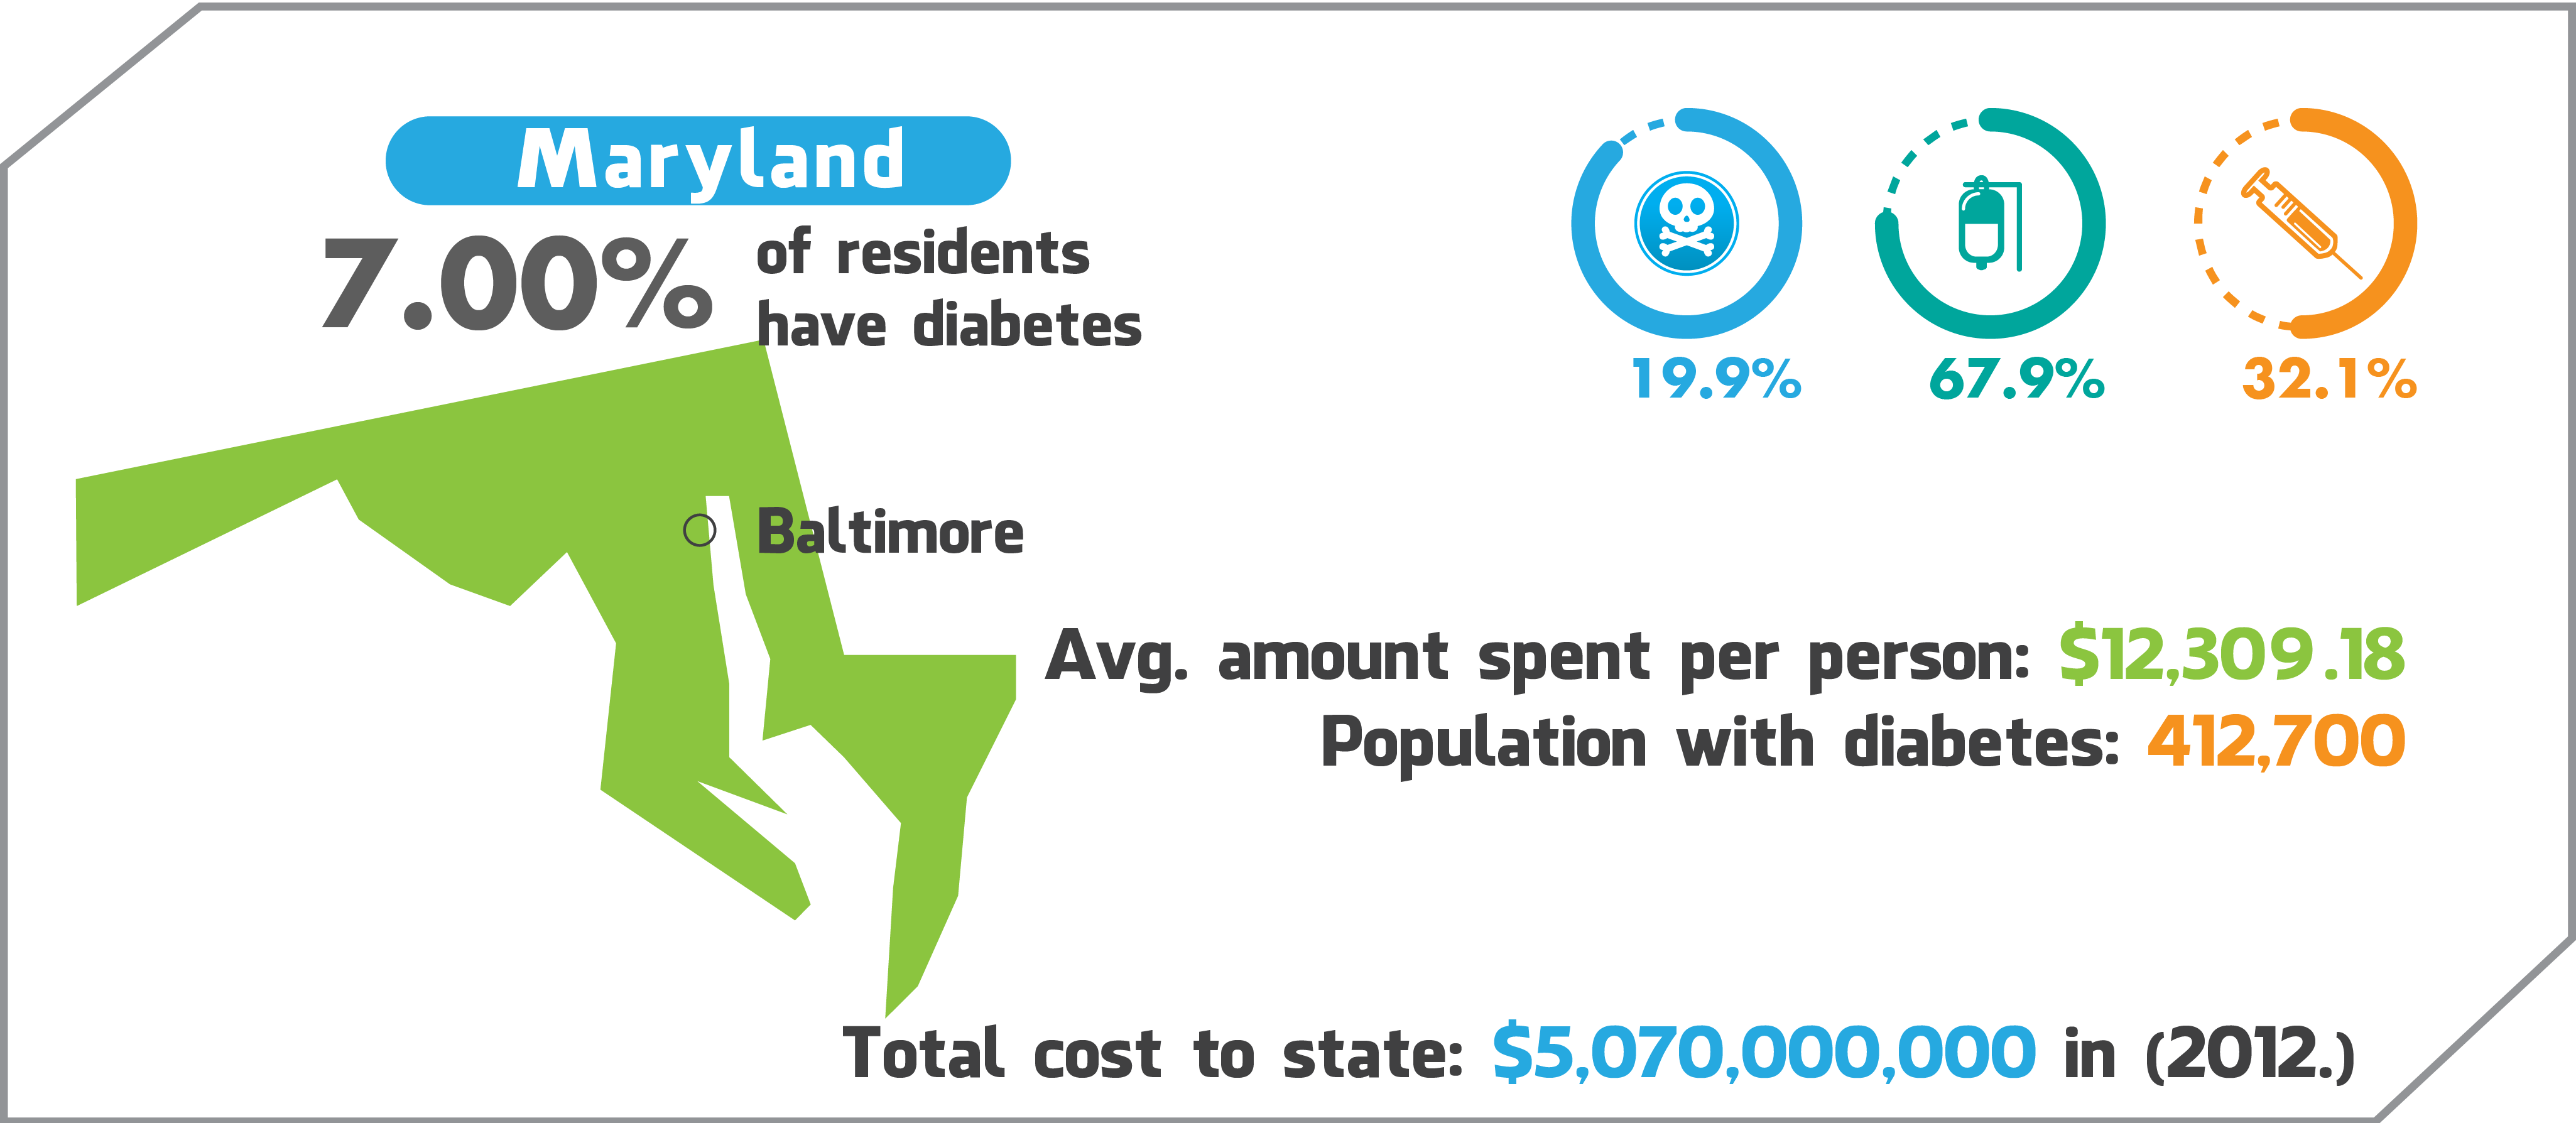 Maryland
7.00% of residents
have diabetes
19.9% 67.9% 32.1%
Baltimore
Avg. amount spent per person: $12,309.18
Population with diabetes: 412,700
Total cost to state: $5,070,000,000 in (2012.)